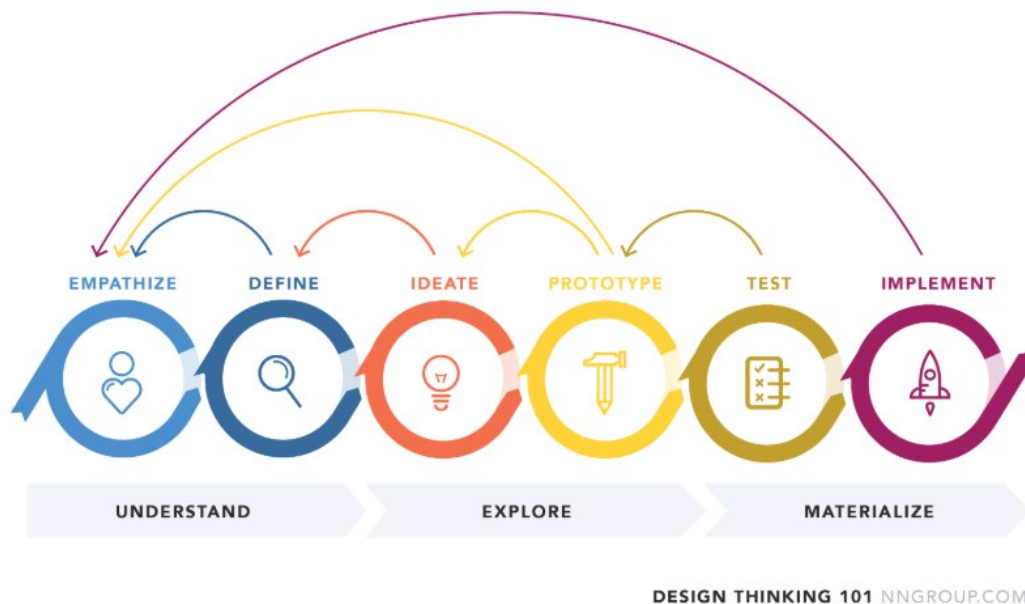 EMPATHIZE DEFINE IDEATE PROTOTYPE TEST IMPLEMENT
UNDERSTAND EXPLORE MATERIALIZE
DESIGN THINKING 101 NNGROUP.COM